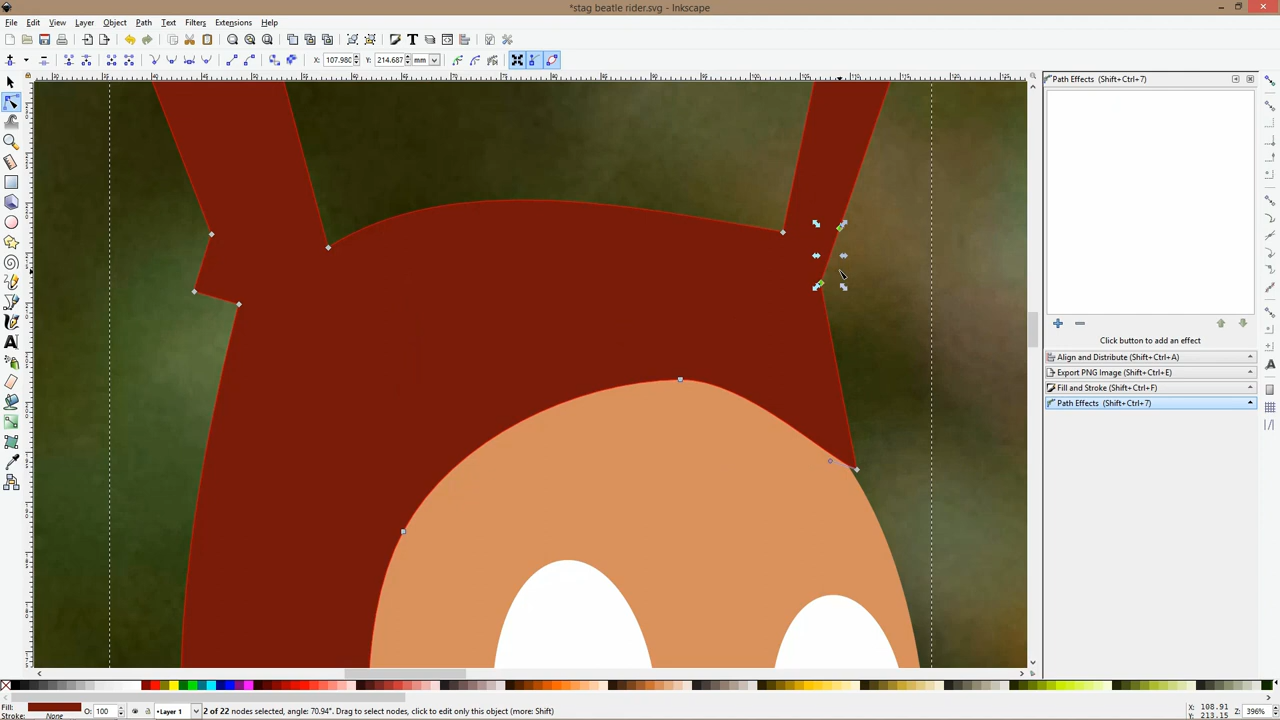 *stag beatle rider.svg - Inkscape
File Edit View Layer Object Path Text Filters Extensions Help
X: 107.980 Y: 214.687 mm
Path Effects (Shift+Ctrl+7)
Click button to add an effect
Align and Distribute (Shift+Ctrl+A)
Export PNG Image (Shift+Ctrl+E)
Fill and Stroke (Shift+Ctrl+F)
Path Effects (Shift+Ctrl+7)
Fill: O: 100 Layer 1 2 of 22 nodes selected, angle: 70.94°. Drag to select nodes, click to edit only this object (more: Shift) X: 108.91 Z: 396%
Stroke: None Y: 213.15